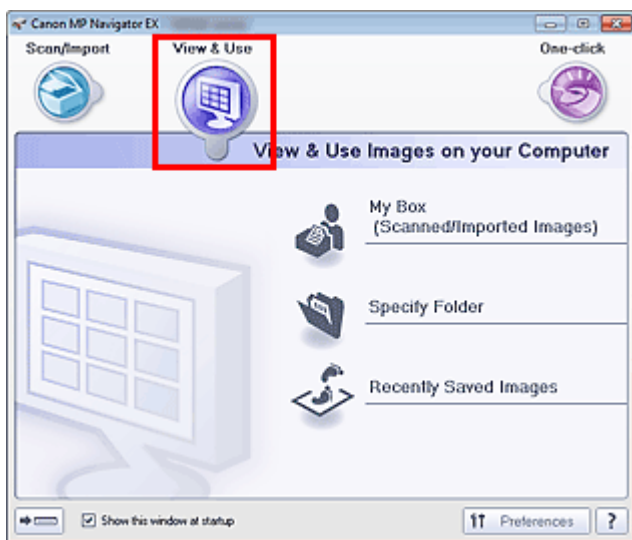 Canon MP Navigator EX
Scan/Import
View & Use
One-click
View & Use Images on your Computer
My Box
(Scanned/Imported Images)
Specify Folder
Recently Saved Images
Show this window at startup
Preferences
?